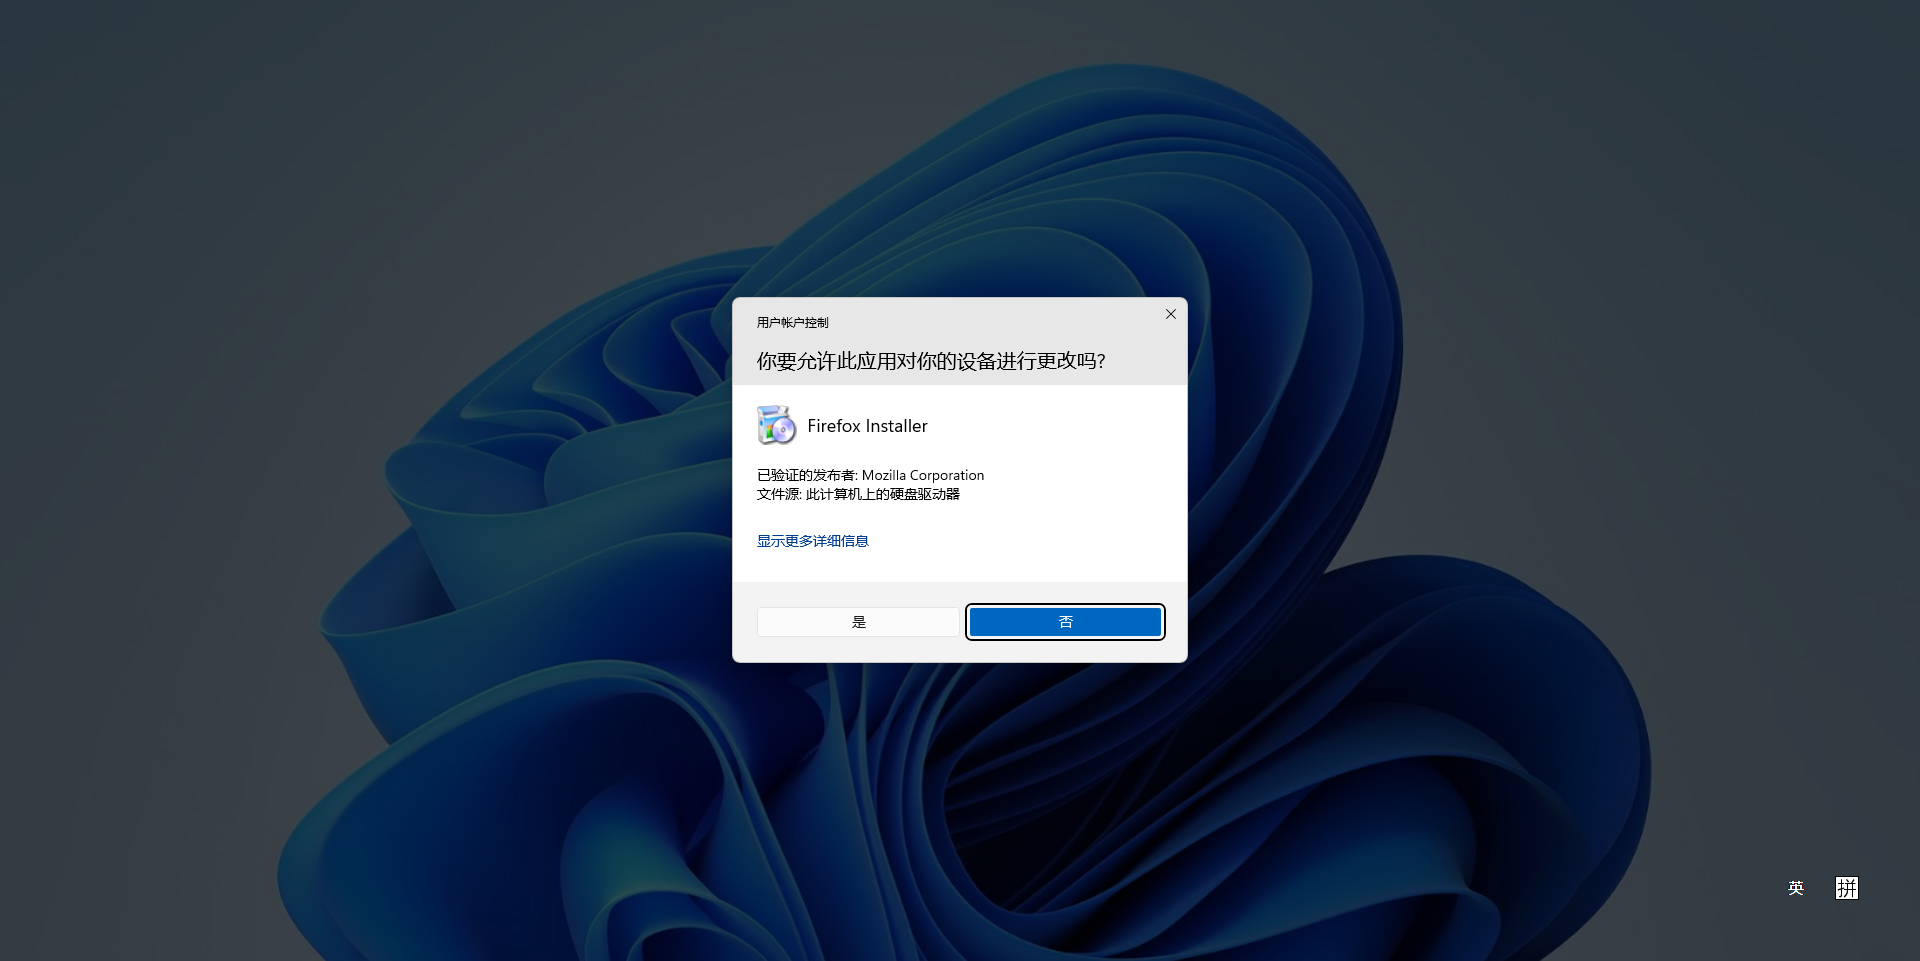 用户帐户控制
你要允许此应用对你的设备进行更改吗?
Firefox Installer
已验证的发布者: Mozilla Corporation
文件源: 此计算机上的硬盘驱动器
显示更多详细信息
是
否
英
拼